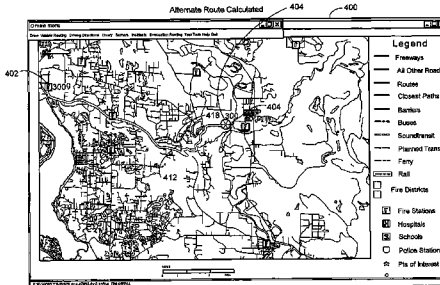 Alternate Route Calculated
404
400
402
3009
418 300
404
412
Legend
Freeways
All Other Road
Routes
Closest Paths
Barriers
Buses
Soundtransit
Planned Trans
Ferry
Rail
Fire Districts
Fire Stations
Hospitals
Schools
Police Station
Pts of Interest